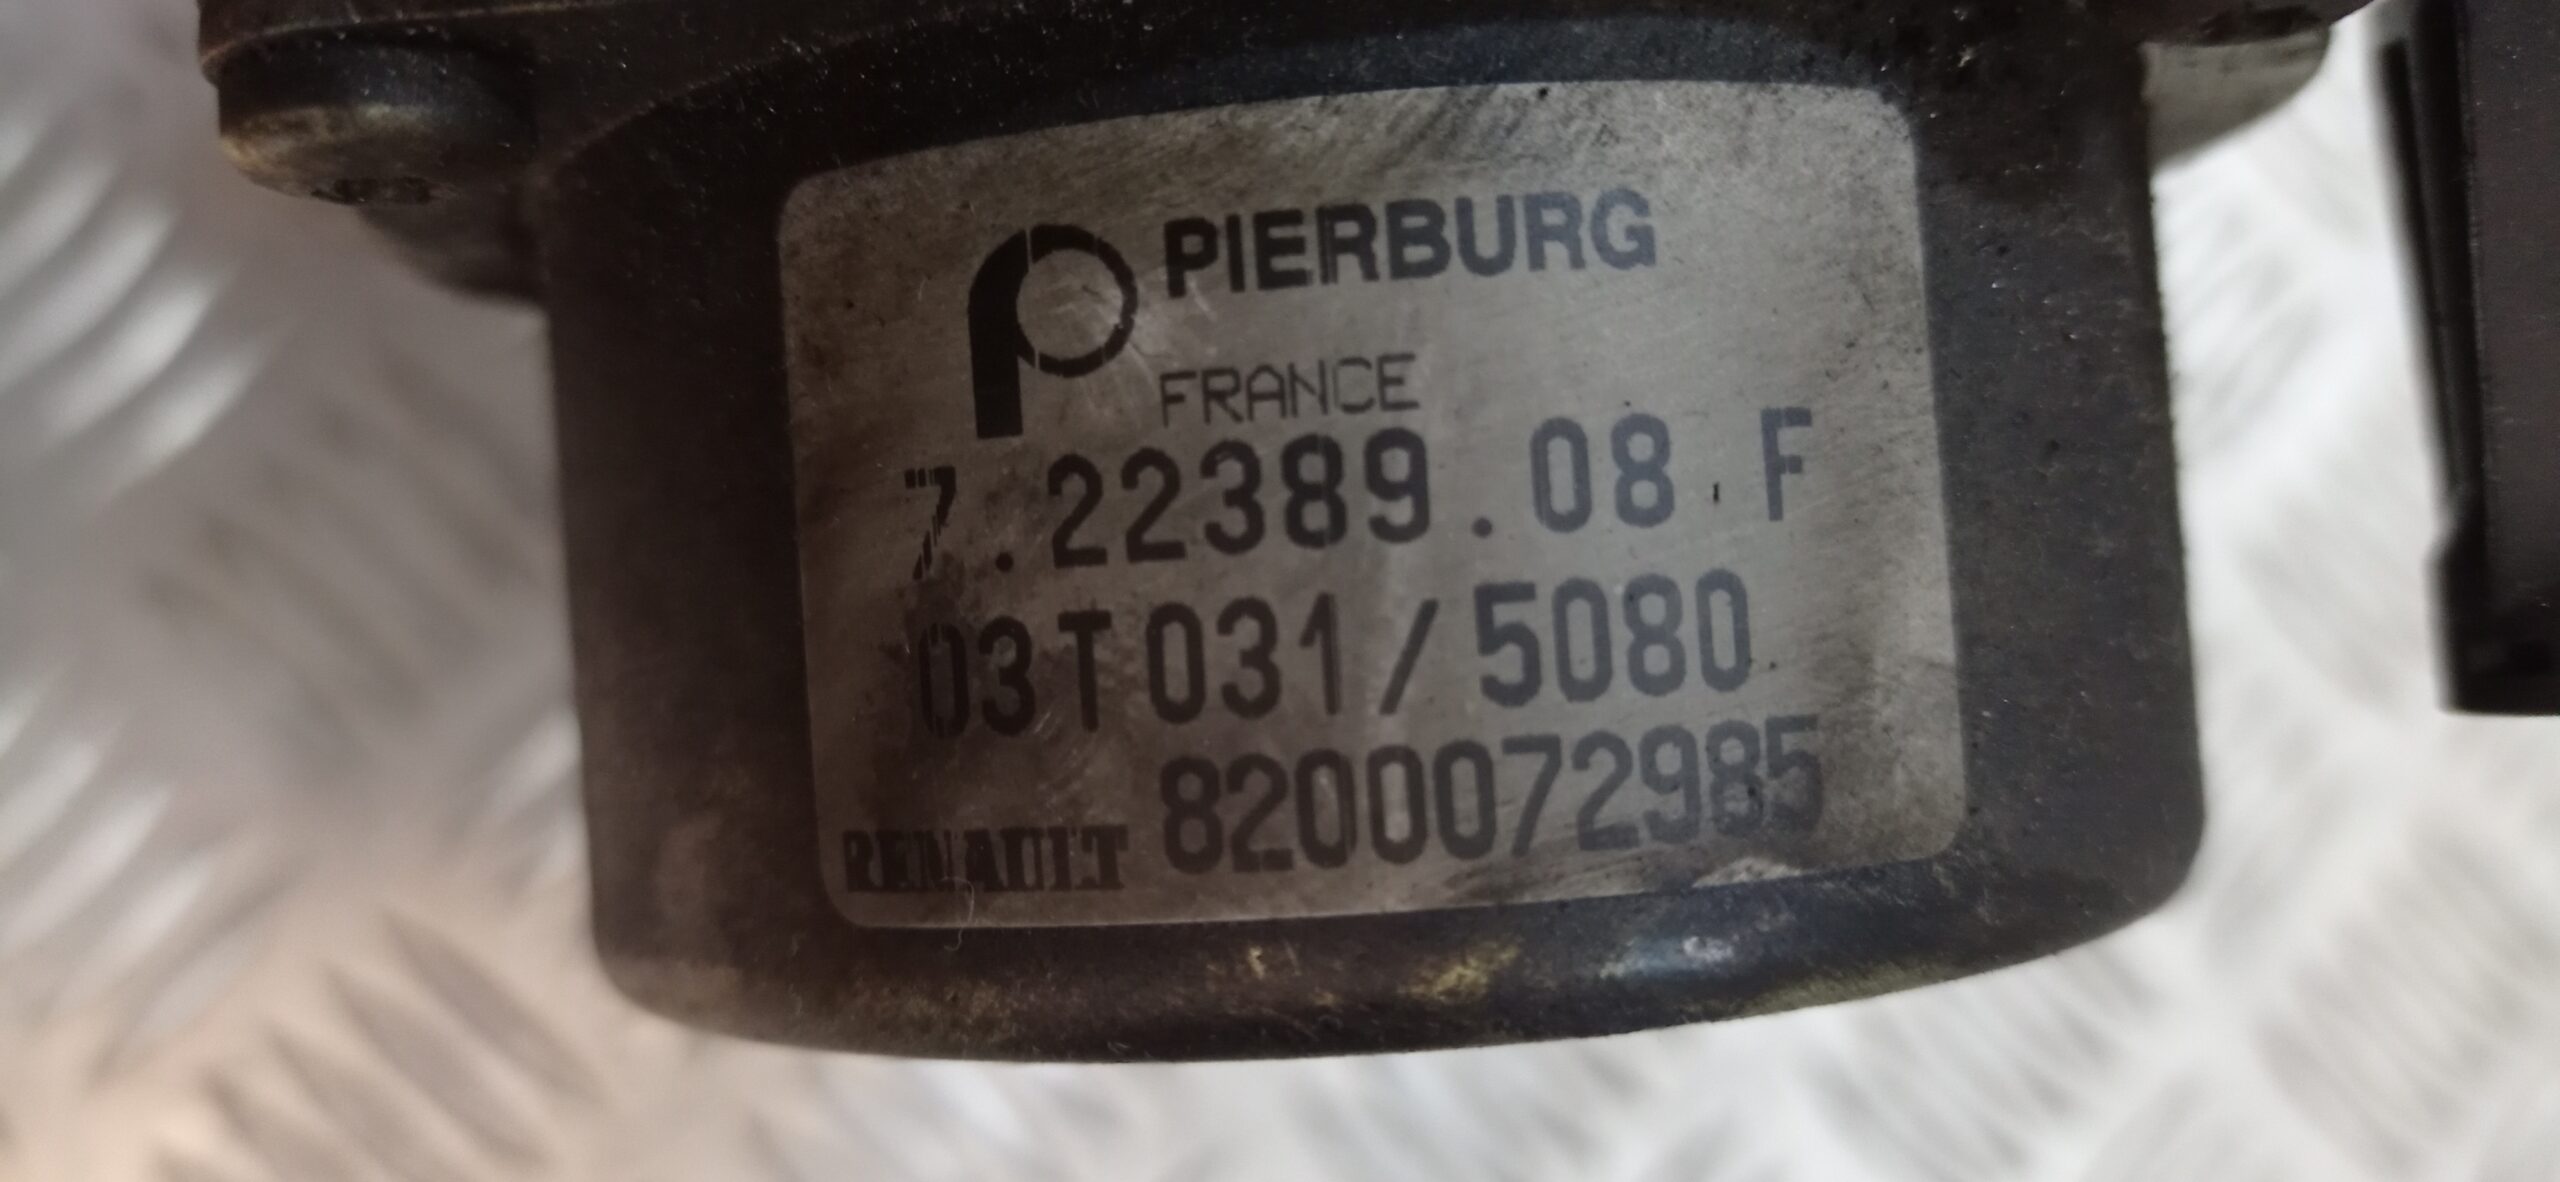 PIERBURG
FRANCE
7.22389.08.F
03T031/5080
RENAULT 8200072985